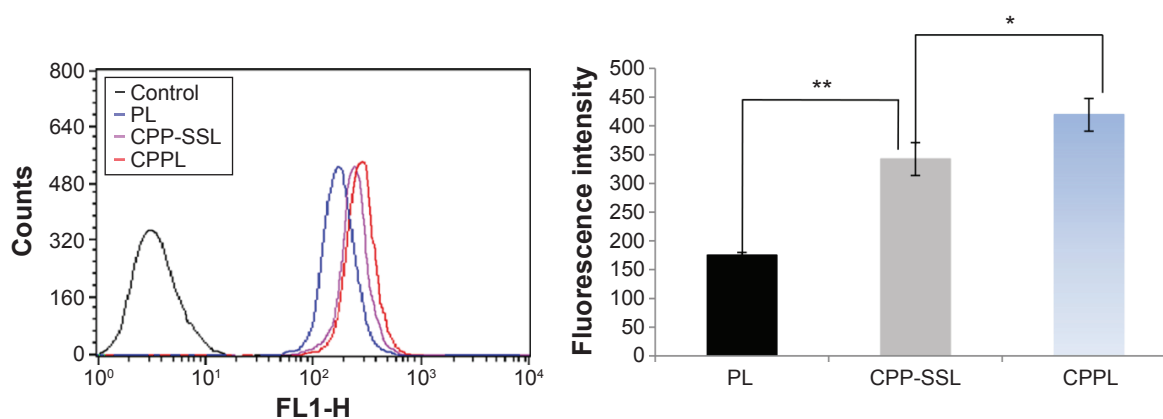 800
640
480
320
160
0
Counts
Control
PL
CPP-SSL
CPPL
10⁰ 10¹ 10² 10³ 10⁴
FL1-H
**
*
500
450
400
350
300
250
200
150
100
50
0
Fluorescence intensity
PL CPP-SSL CPPL